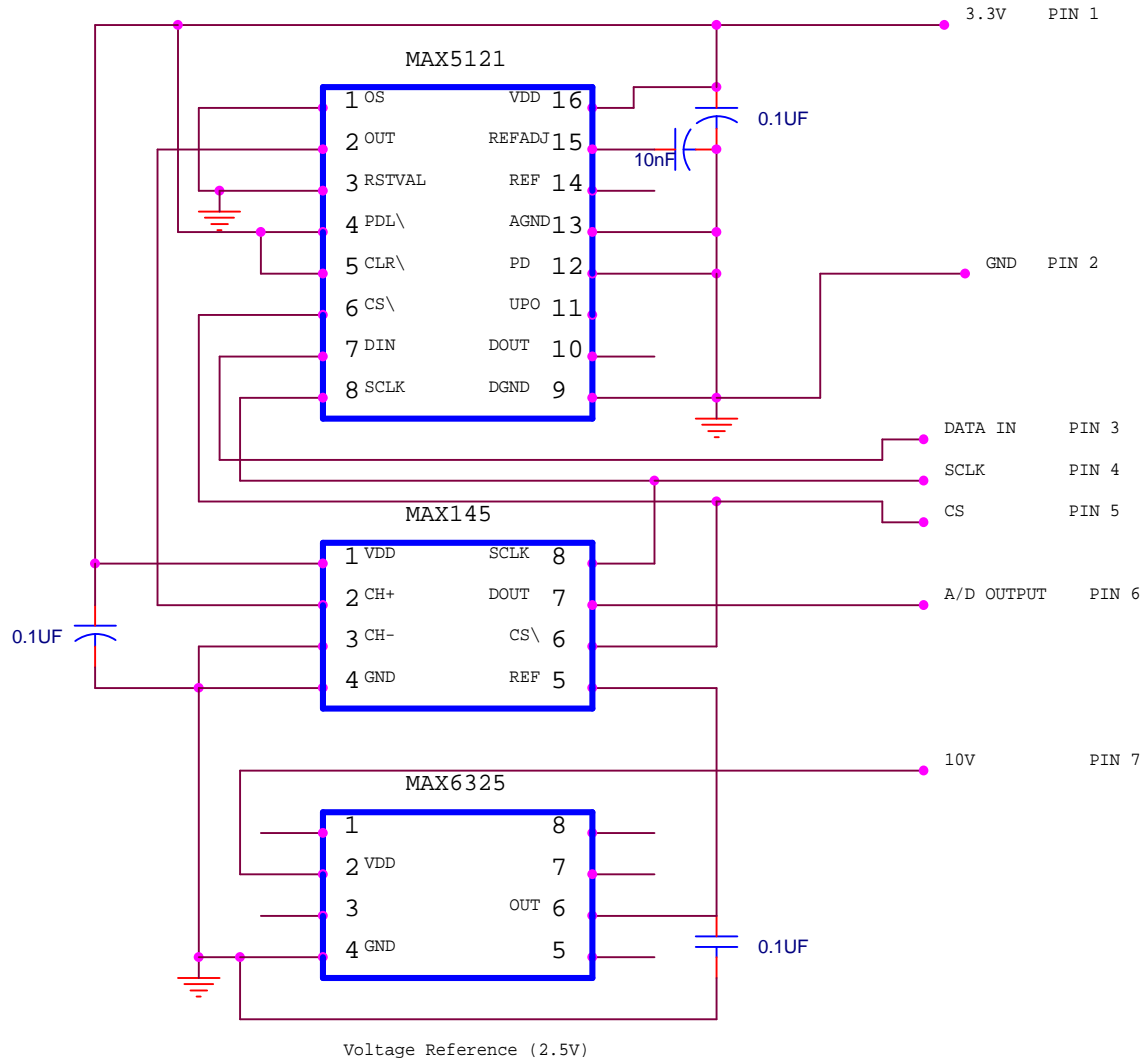 3.3V PIN 1
MAX5121
1 OS VDD 16
0.1UF
2 OUT REFADJ 15
10nF
3 RSTVAL REF 14
4 PDL\ AGND 13
5 CLR\ PD 12
GND PIN 2
6 CS\ UPO 11
7 DIN DOUT 10
8 SCLK DGND 9
DATA IN PIN 3
SCLK PIN 4
CS PIN 5
MAX145
1 VDD SCLK 8
2 CH+ DOUT 7
A/D OUTPUT PIN 6
0.1UF
3 CH- CS\ 6
4 GND REF 5
10V PIN 7
MAX6325
1 8
2 VDD 7
3 OUT 6
4 GND 5
0.1UF
Voltage Reference (2.5V)